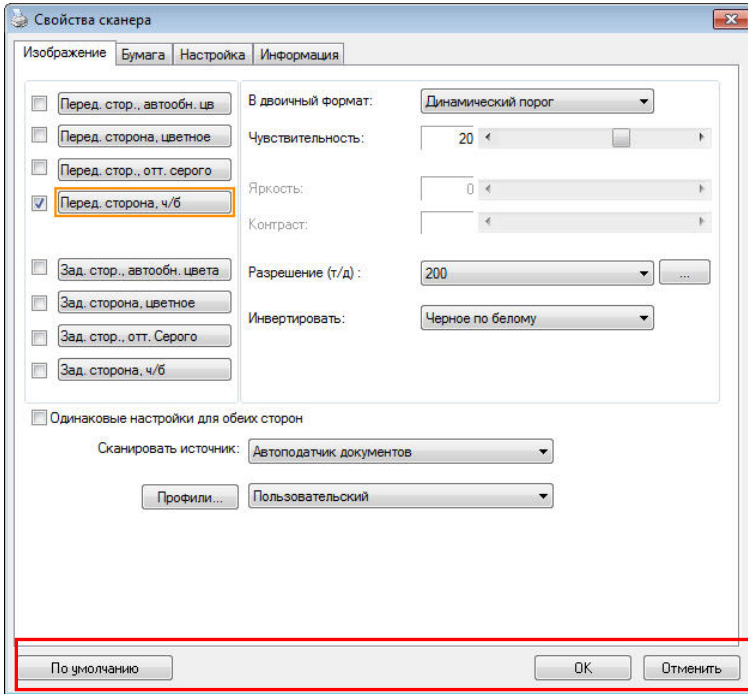 Свойства сканера
Изображение Бумага Настройка Информация
Перед. стор., автообн. цв
Перед. сторона, цветное
Перед. стор., отт. серого
Перед. сторона, ч/б
Зад. стор., автообн. цвета
Зад. сторона, цветное
Зад. стор., отт. Серого
Зад. сторона, ч/б
В двоичный формат: Динамический порог
Чувствительность: 20
Яркость: 0
Контраст:
Разрешение (т/д) : 200 ...
Инвертировать: Черное по белому
Одинаковые настройки для обеих сторон
Сканировать источник: Автоподатчик документов
Профили... Пользовательский
По умолчанию OK Отменить